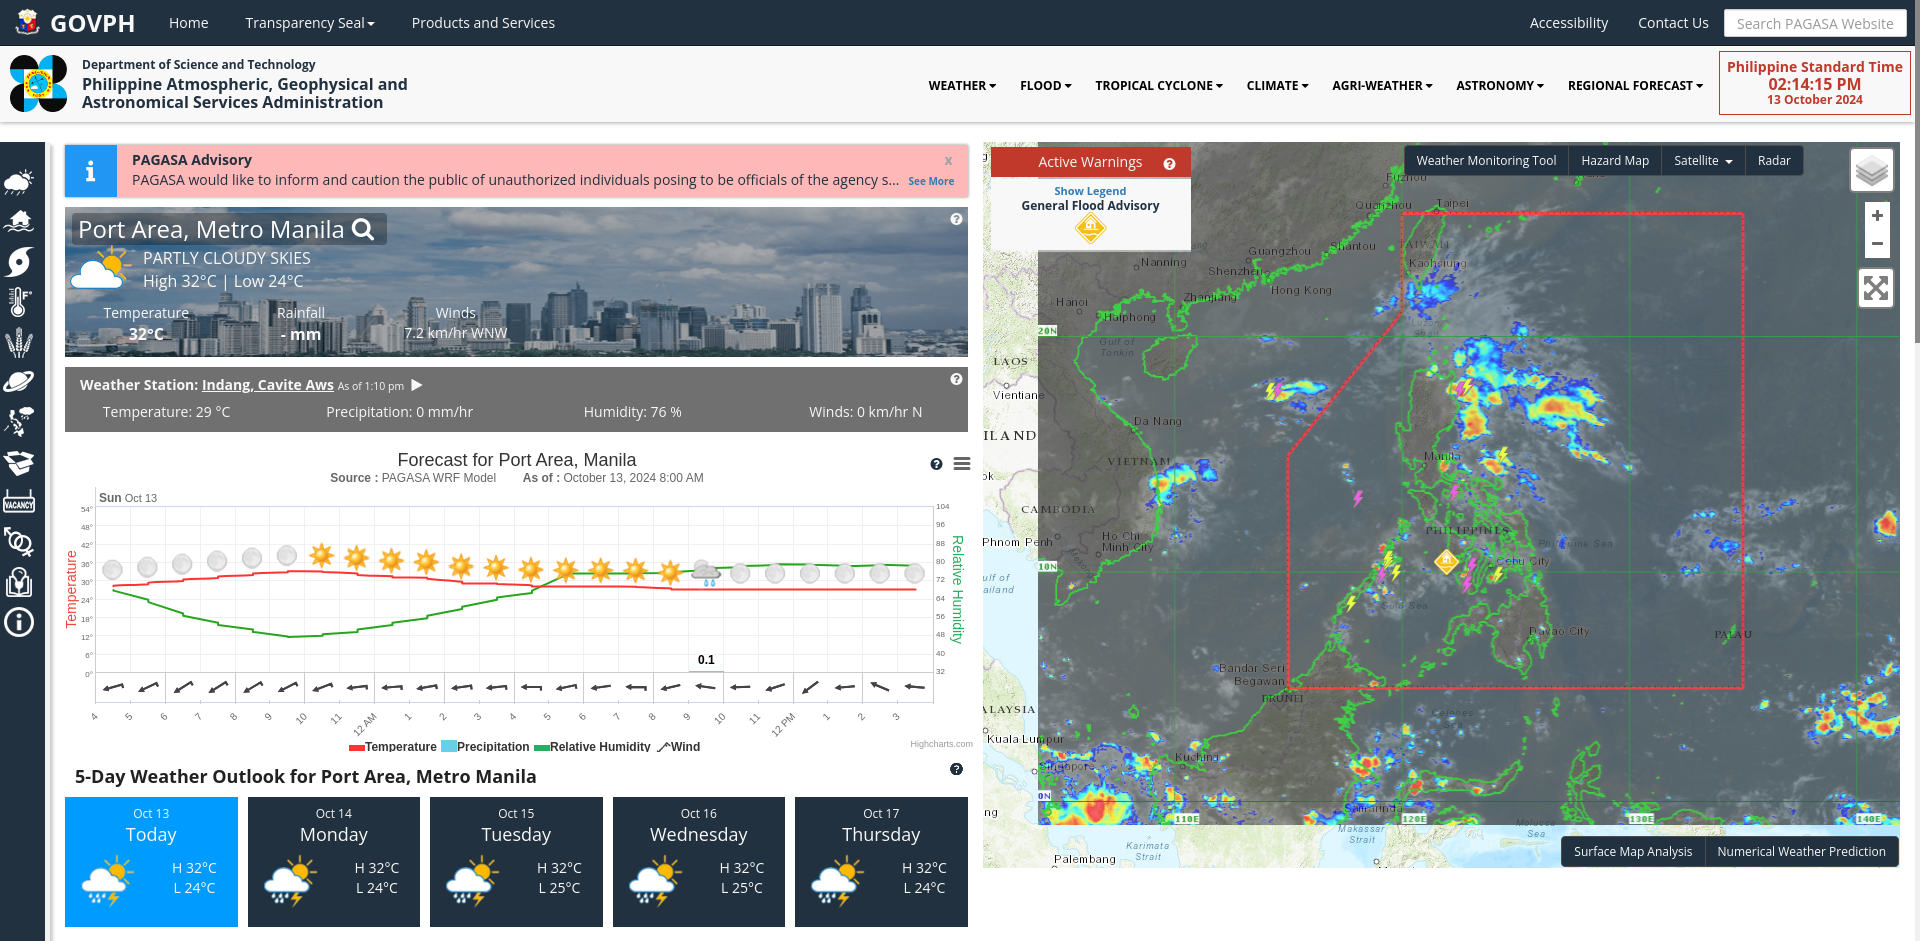 GOVPH
Home
Transparency Seal
Products and Services
Accessibility
Contact Us
Search PAGASA Website
Department of Science and Technology
Philippine Atmospheric, Geophysical and
Astronomical Services Administration
WEATHER
FLOOD
TROPICAL CYCLONE
CLIMATE
AGRI-WEATHER
ASTRONOMY
REGIONAL FORECAST
Philippine Standard Time
02:14:15 PM
13 October 2024
PAGASA Advisory
x
PAGASA would like to inform and caution the public of unauthorized individuals posing to be officials of the agency s...
See More
Port Area, Metro Manila
PARTLY CLOUDY SKIES
High 32°C | Low 24°C
Temperature
Rainfall
Winds
32°C
- mm
7.2 km/hr WNW
Weather Station: Indang, Cavite Aws As of 1:10 pm
Temperature: 29 °C
Precipitation: 0 mm/hr
Humidity: 76 %
Winds: 0 km/hr N
VACANCY
Forecast for Port Area, Manila
Source : PAGASA WRF Model
As of : October 13, 2024 8:00 AM
Sun Oct 13
54°
48°
42°
36°
30°
24°
18°
12°
6°
0°
Temperature
104
96
88
80
72
64
56
48
40
32
Relative Humidity
0.1
4
5
6
7
8
9
10
11
12 AM
1
2
3
4
5
6
7
8
9
10
11
12 PM
1
2
3
Temperature
Precipitation
Relative Humidity
Wind
Highcharts.com
5-Day Weather Outlook for Port Area, Metro Manila
Oct 13
Today
H 32°C
L 24°C
Oct 14
Monday
H 32°C
L 24°C
Oct 15
Tuesday
H 32°C
L 25°C
Oct 16
Wednesday
H 32°C
L 25°C
Oct 17
Thursday
H 32°C
L 24°C
Active Warnings
Show Legend
General Flood Advisory
Weather Monitoring Tool
Hazard Map
Satellite
Radar
+
−
Fuzhou
Quanzhou
Taipei
Guangzhou
Shantou
TAIWAN
Nanning
Shenzhen
Kaohsiung
Hong Kong
Hanoi
Zhanjiang
Haiphong
20N
Luzon
Strait
Gulf of
Tonkin
LAOS
Vientiane
Da Nang
ILAND
Manila
VIETNAM
ok
CAMBODIA
PHILIPPINES
Phnom Penh
Ho Chi
Minh City
Philippine Sea
10N
Cebu City
ulf of
ailand
Sulu Sea
Davao City
PALAU
Bandar Seri
Begawan
BRUNEI
ALAYSIA
Celebes
Kuala Lumpur
Kuching
Singapore
0N
ng
Samarinda
110E
120E
130E
140E
Makassar
Strait
Molucca
Sea
Karimata
Strait
Palembang
Surface Map Analysis
Numerical Weather Prediction